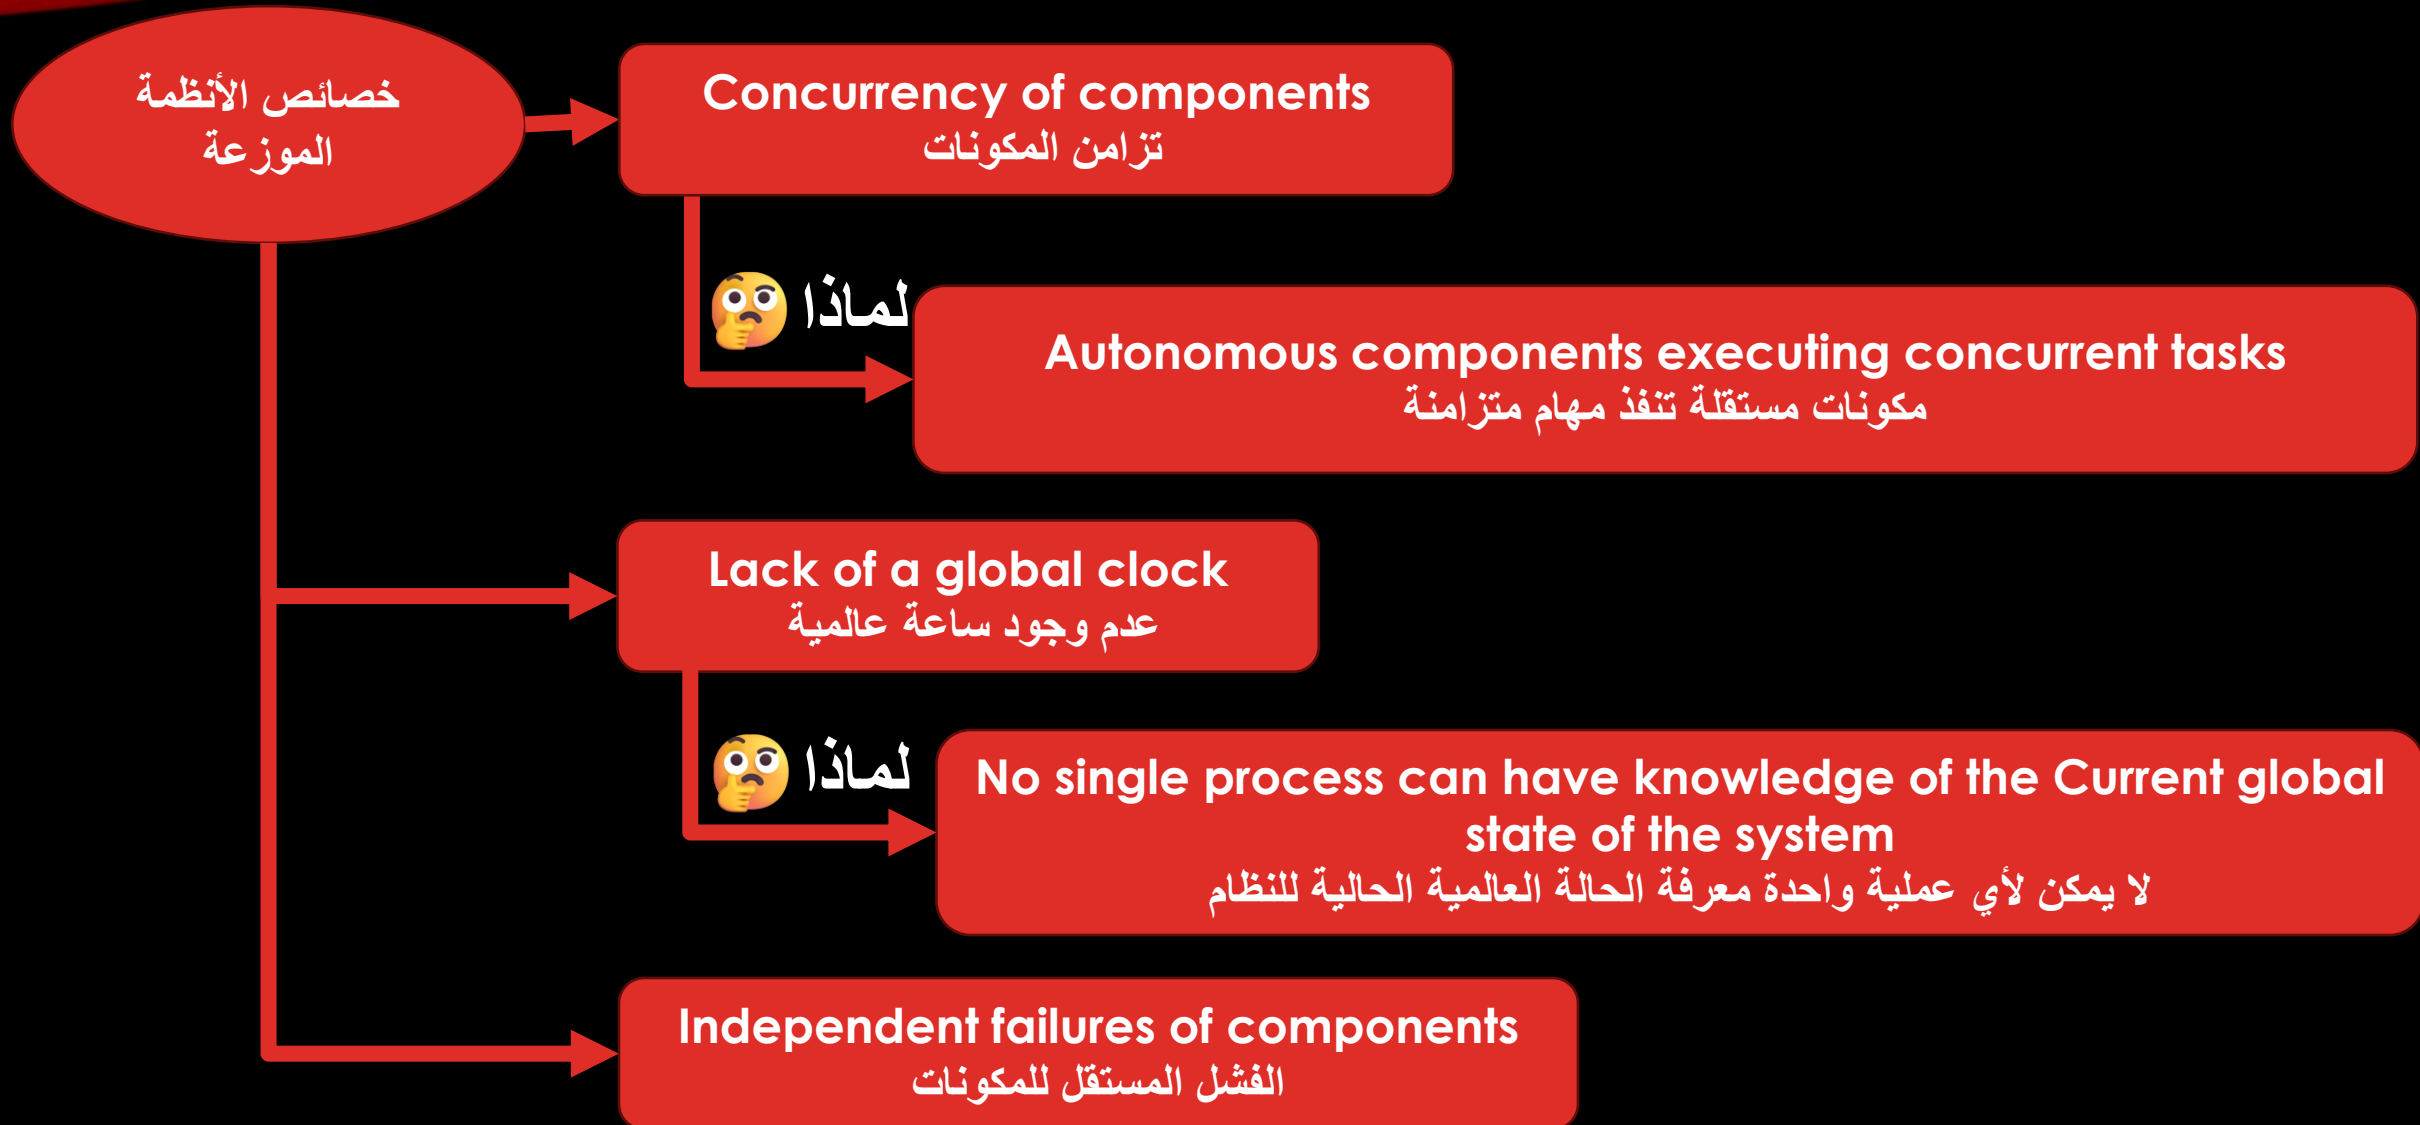 خصائص الأنظمة
الموزعة
Concurrency of components
تزامن المكونات
لماذا 🤔
Autonomous components executing concurrent tasks
مكونات مستقلة تنفذ مهام متزامنة
Lack of a global clock
عدم وجود ساعة عالمية
لماذا 🤔
No single process can have knowledge of the Current global
state of the system
لا يمكن لأي عملية واحدة معرفة الحالة العالمية الحالية للنظام
Independent failures of components
الفشل المستقل للمكونات